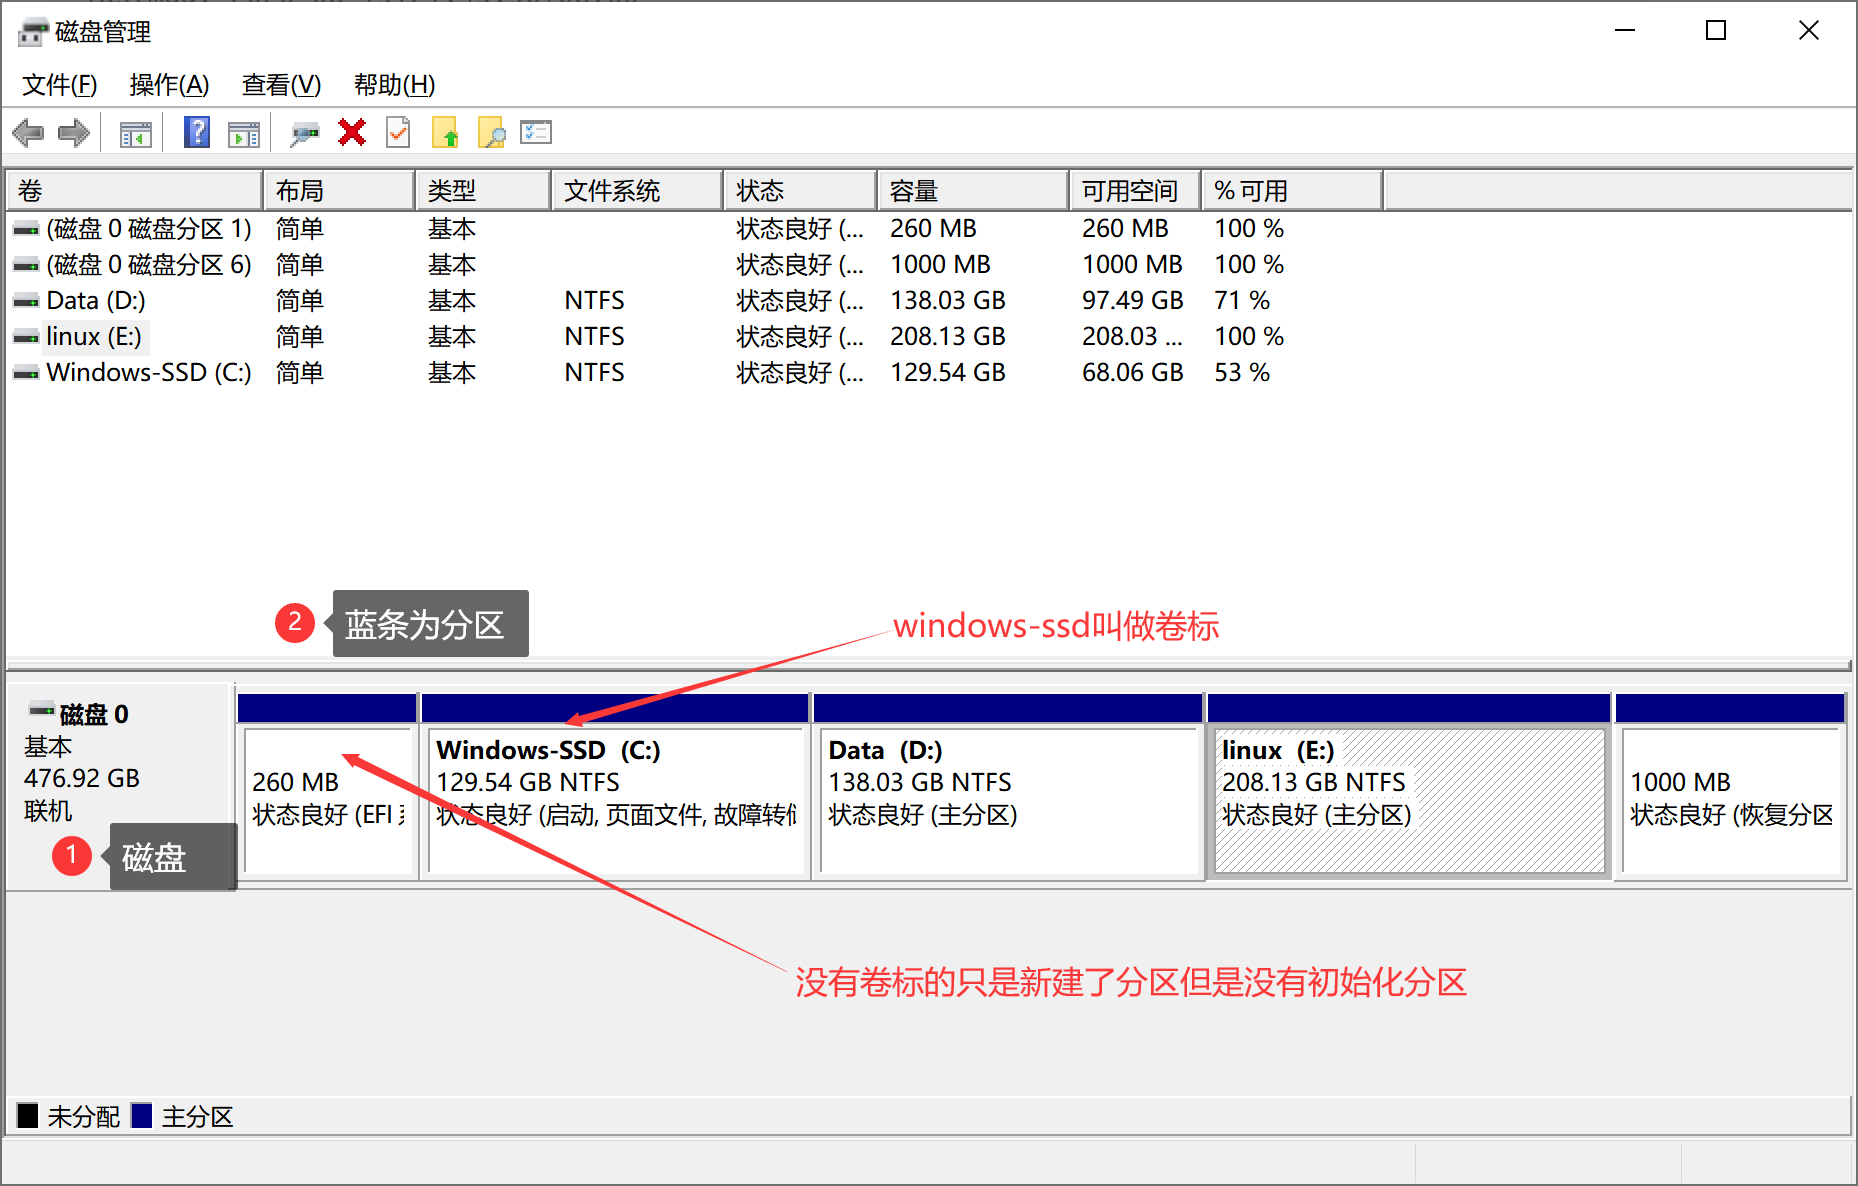 磁盘管理
文件(F) 操作(A) 查看(V) 帮助(H)
卷 布局 类型 文件系统 状态 容量 可用空间 % 可用
(磁盘 0 磁盘分区 1) 简单 基本 状态良好 (... 260 MB 260 MB 100 %
(磁盘 0 磁盘分区 6) 简单 基本 状态良好 (... 1000 MB 1000 MB 100 %
Data (D:) 简单 基本 NTFS 状态良好 (... 138.03 GB 97.49 GB 71 %
linux (E:) 简单 基本 NTFS 状态良好 (... 208.13 GB 208.03 ... 100 %
Windows-SSD (C:) 简单 基本 NTFS 状态良好 (... 129.54 GB 68.06 GB 53 %
2 蓝条为分区
windows-ssd叫做卷标
磁盘 0
基本
476.92 GB
联机
1 磁盘
260 MB
状态良好 (EFI
Windows-SSD (C:)
129.54 GB NTFS
状态良好 (启动, 页面文件, 故障转
Data (D:)
138.03 GB NTFS
状态良好 (主分区)
linux (E:)
208.13 GB NTFS
状态良好 (主分区)
1000 MB
状态良好 (恢复分区
没有卷标的只是新建了分区但是没有初始化分区
未分配 主分区